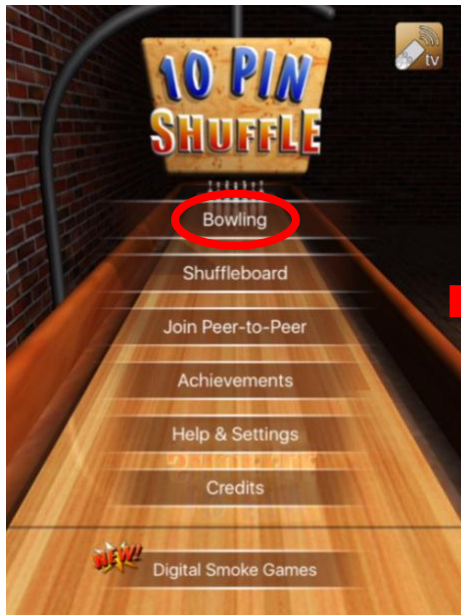 10 PIN
SHUFFLE
tv
Bowling
Shuffleboard
Join Peer-to-Peer
Achievements
Help & Settings
Credits
NEW!
Digital Smoke Games